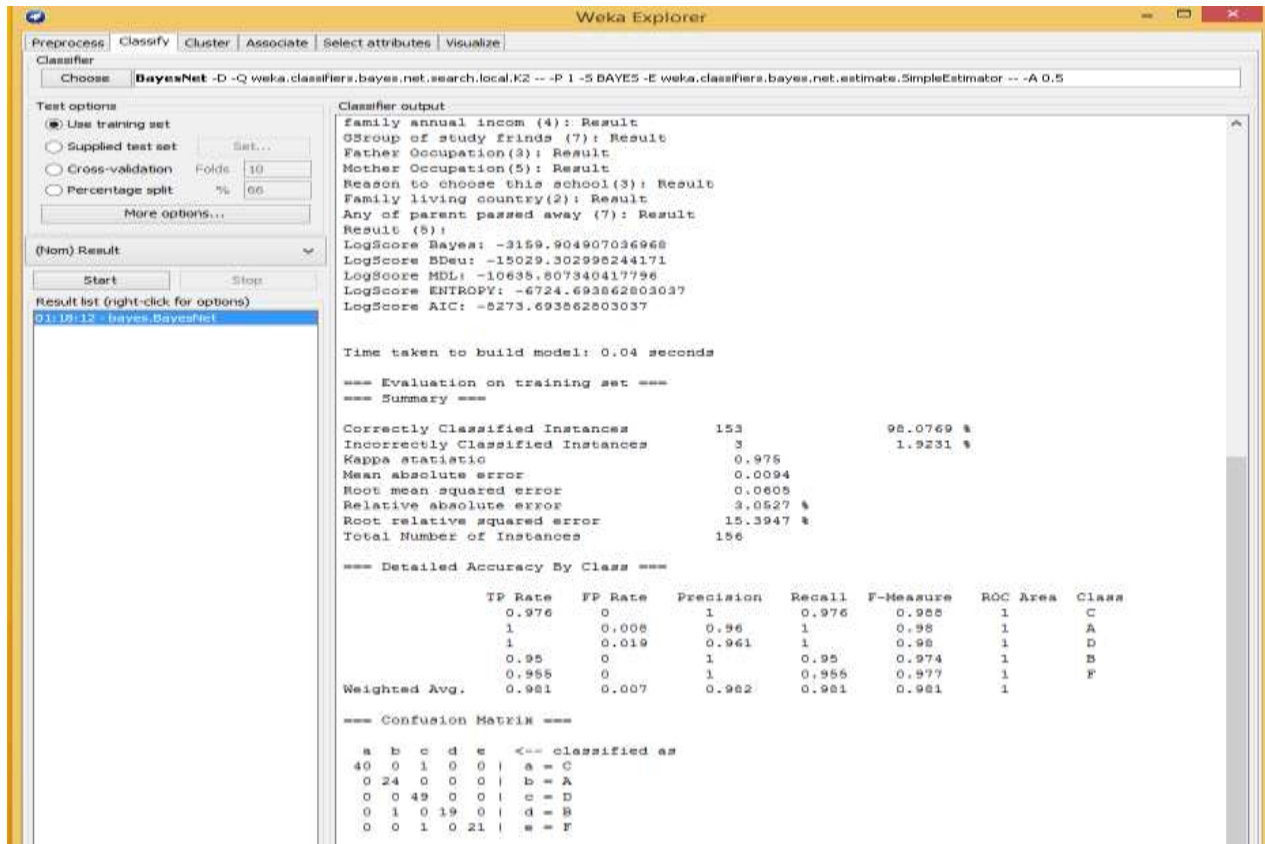 Weka Explorer
Preprocess Classify Cluster Associate Select attributes Visualize
Classifier
Choose BayesNet -D -Q weka.classifiers.bayes.net.search.local.K2 -- -P 1 -S BAYES -E weka.classifiers.bayes.net.estimate.SimpleEstimator -- -A 0.5
Test options
Use training set
Supplied test set Set...
Cross-validation Folds 10
Percentage split % 66
More options...
(Nom) Result
Start Stop
Result list (right-click for options)
01:18:12 - bayes.BayesNet
Classifier output
family annual incom (4): Result
GSroup of study frinds (7): Result
Father Occupation(3): Result
Mother Occupation(5): Result
Reason to choose this school(3): Result
Family living country(2): Result
Any of parent passed away (7): Result
Result (5):
LogScore Bayes: -3159.904907036968
LogScore BDeu: -15029.302998244171
LogScore MDL: -10635.807340417796
LogScore ENTROPY: -6724.693862803037
LogScore AIC: -8273.693862803037
Time taken to build model: 0.04 seconds
=== Evaluation on training set ===
=== Summary ===
Correctly Classified Instances 153 98.0769 %
Incorrectly Classified Instances 3 1.9231 %
Kappa statistic 0.975
Mean absolute error 0.0094
Root mean squared error 0.0605
Relative absolute error 3.0527 %
Root relative squared error 15.3947 %
Total Number of Instances 156
=== Detailed Accuracy By Class ===
TP Rate FP Rate Precision Recall F-Measure ROC Area Class
0.976 0 1 0.976 0.988 1 C
1 0.008 0.96 1 0.98 1 A
1 0.019 0.961 1 0.98 1 D
0.95 0 1 0.95 0.974 1 B
0.955 0 1 0.955 0.977 1 F
Weighted Avg. 0.981 0.007 0.982 0.981 0.981 1
=== Confusion Matrix ===
a b c d e <-- classified as
40 0 1 0 0 | a = C
0 24 0 0 0 | b = A
0 0 49 0 0 | c = D
0 1 0 19 0 | d = B
0 0 1 0 21 | e = F